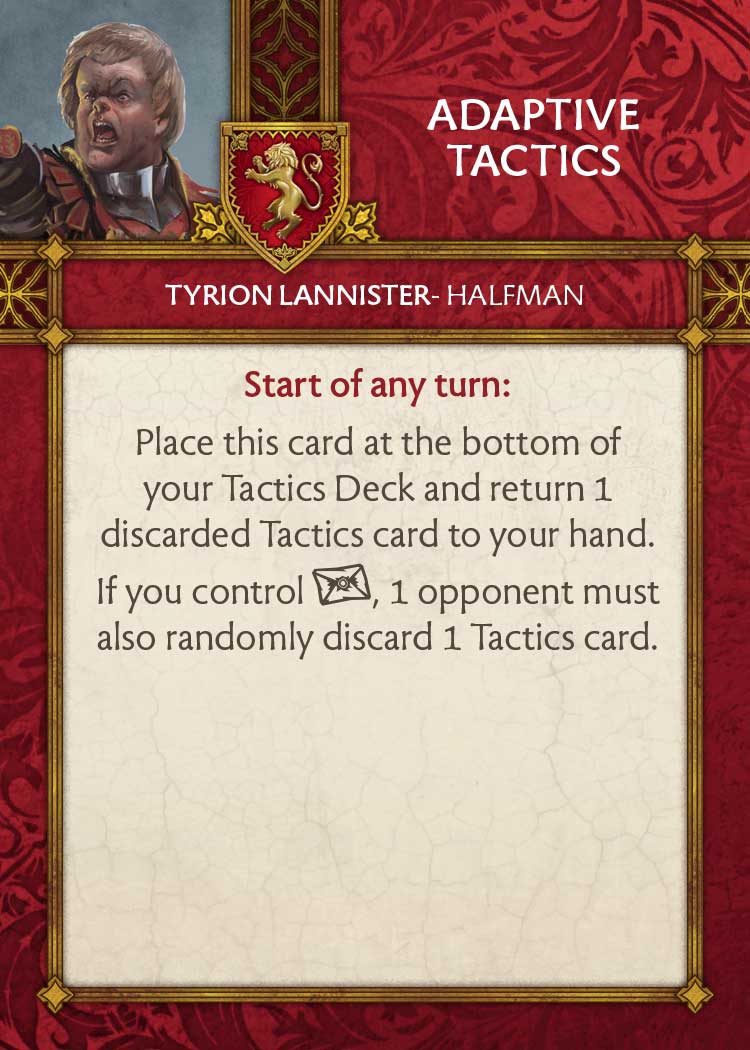 ADAPTIVE
TACTICS
TYRION LANNISTER- HALFMAN
Start of any turn:
Place this card at the bottom of
your Tactics Deck and return 1
discarded Tactics card to your hand.
If you control , 1 opponent must
also randomly discard 1 Tactics card.